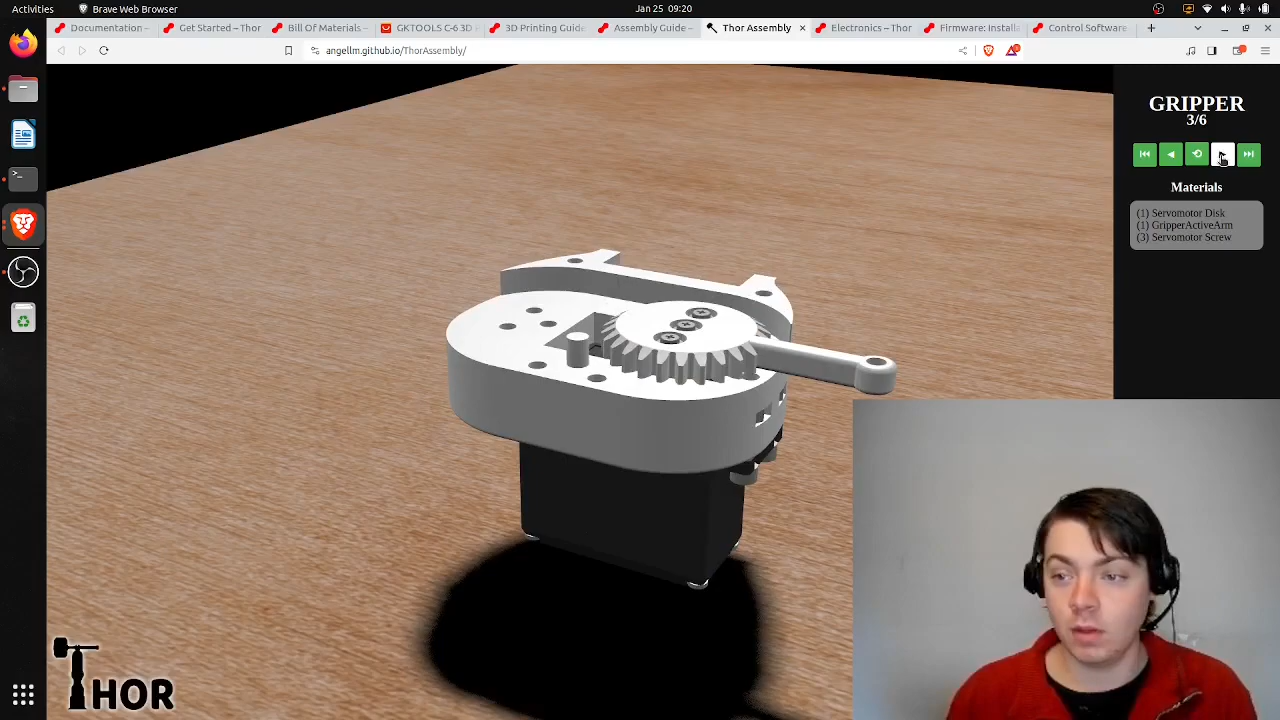 Activities
Brave Web Browser
Jan 25 09:20
Documentation –
Get Started – Thor
Bill Of Materials –
GKTOOLS C-6 3D
3D Printing Guide
Assembly Guide –
Thor Assembly
Electronics – Thor
Firmware: Installa
Control Software
angellm.github.io/ThorAssembly/
GRIPPER
3/6
Materials
(1) Servomotor Disk
(1) GripperActiveArm
(3) Servomotor Screw
THOR